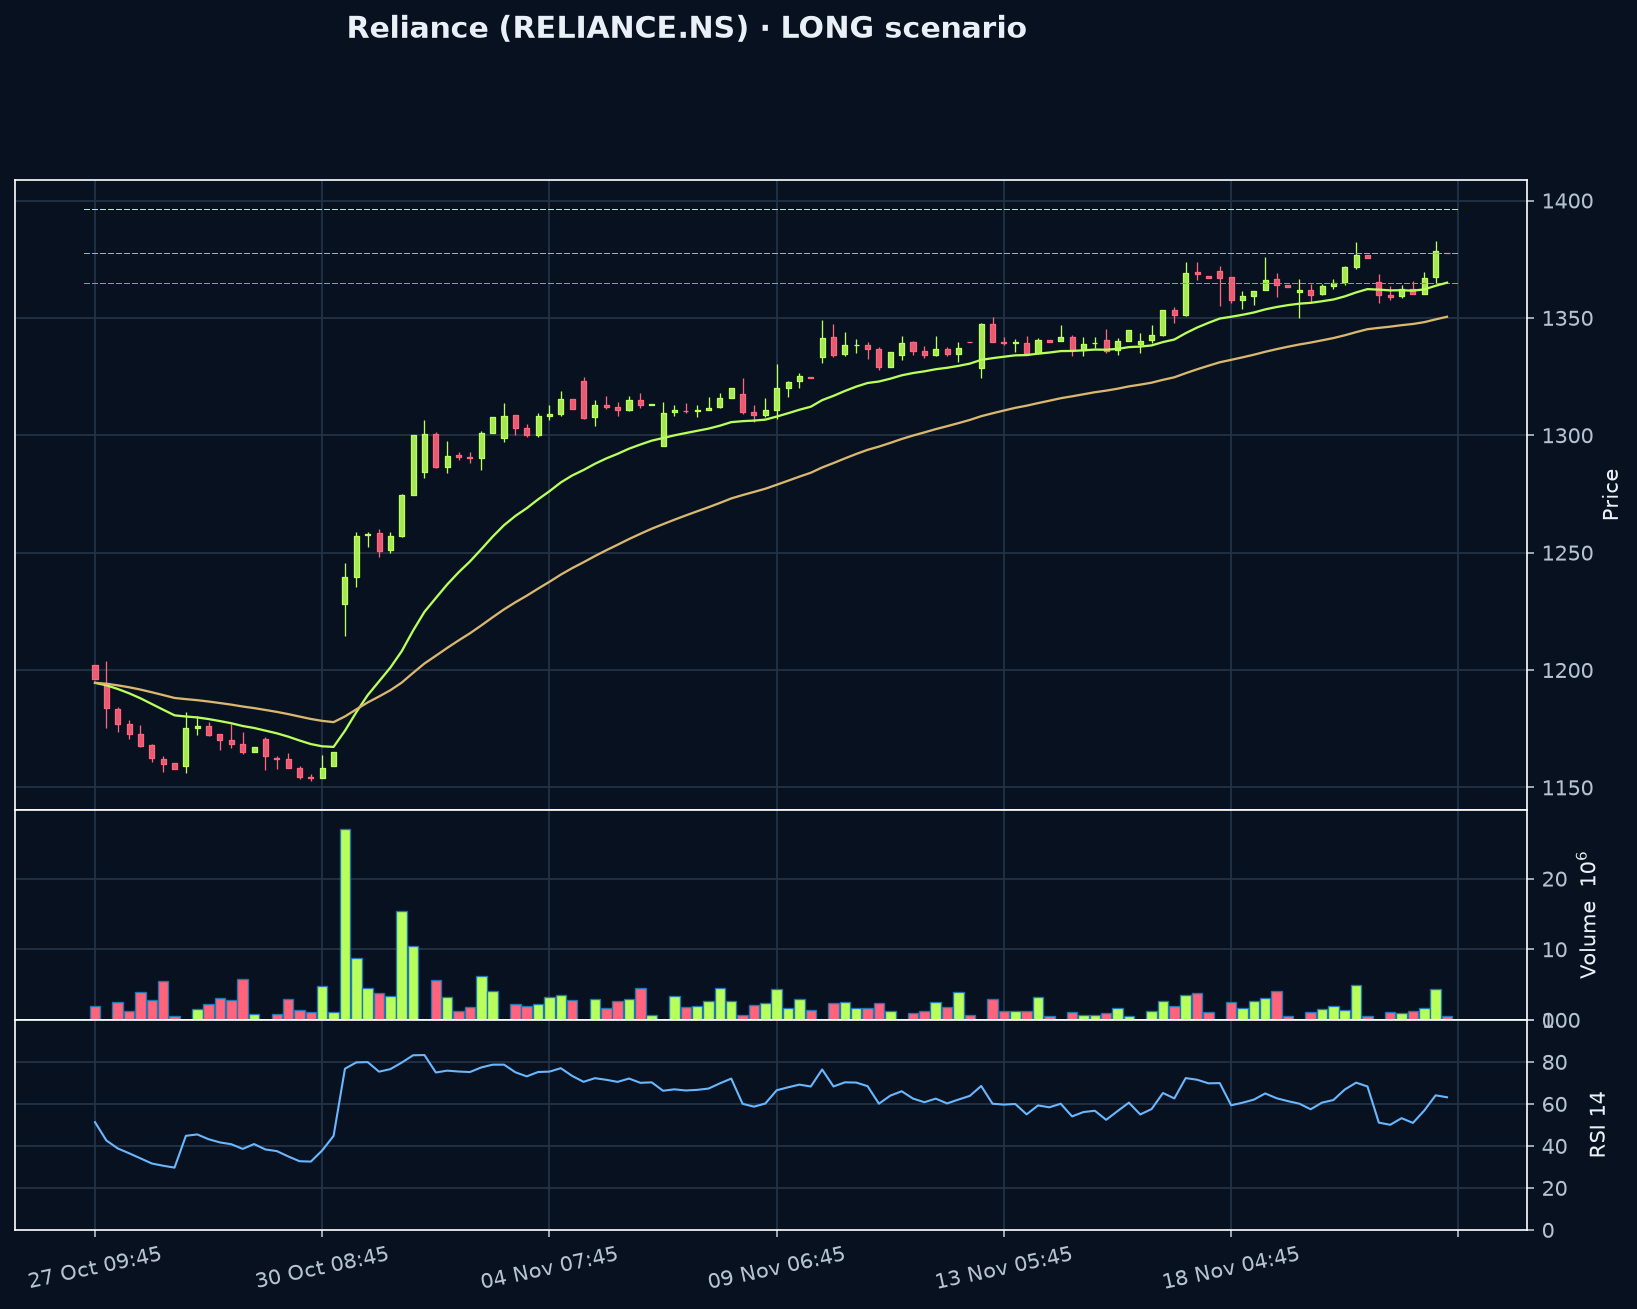 Reliance (RELIANCE.NS) · LONG scenario
1400
1350
1300
1250
1200
1150
Price
20
10
0
Volume 10⁶
100
80
60
40
20
0
RSI 14
27 Oct 09:45
30 Oct 08:45
04 Nov 07:45
09 Nov 06:45
13 Nov 05:45
18 Nov 04:45